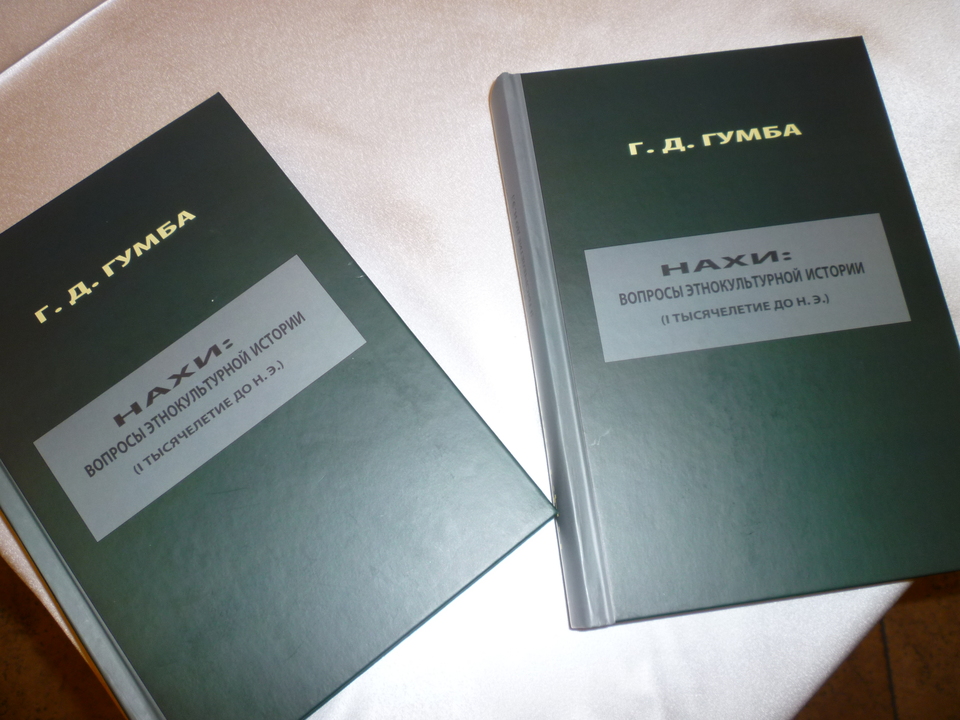 Г. Д. ГУМБА
НАХИ:
ВОПРОСЫ ЭТНОКУЛЬТУРНОЙ ИСТОРИИ
(I ТЫСЯЧЕЛЕТИЕ ДО Н. Э.)
Г. Д. ГУМБА
НАХИ:
ВОПРОСЫ ЭТНОКУЛЬТУРНОЙ ИСТОРИИ
(I ТЫСЯЧЕЛЕТИЕ ДО Н. Э.)